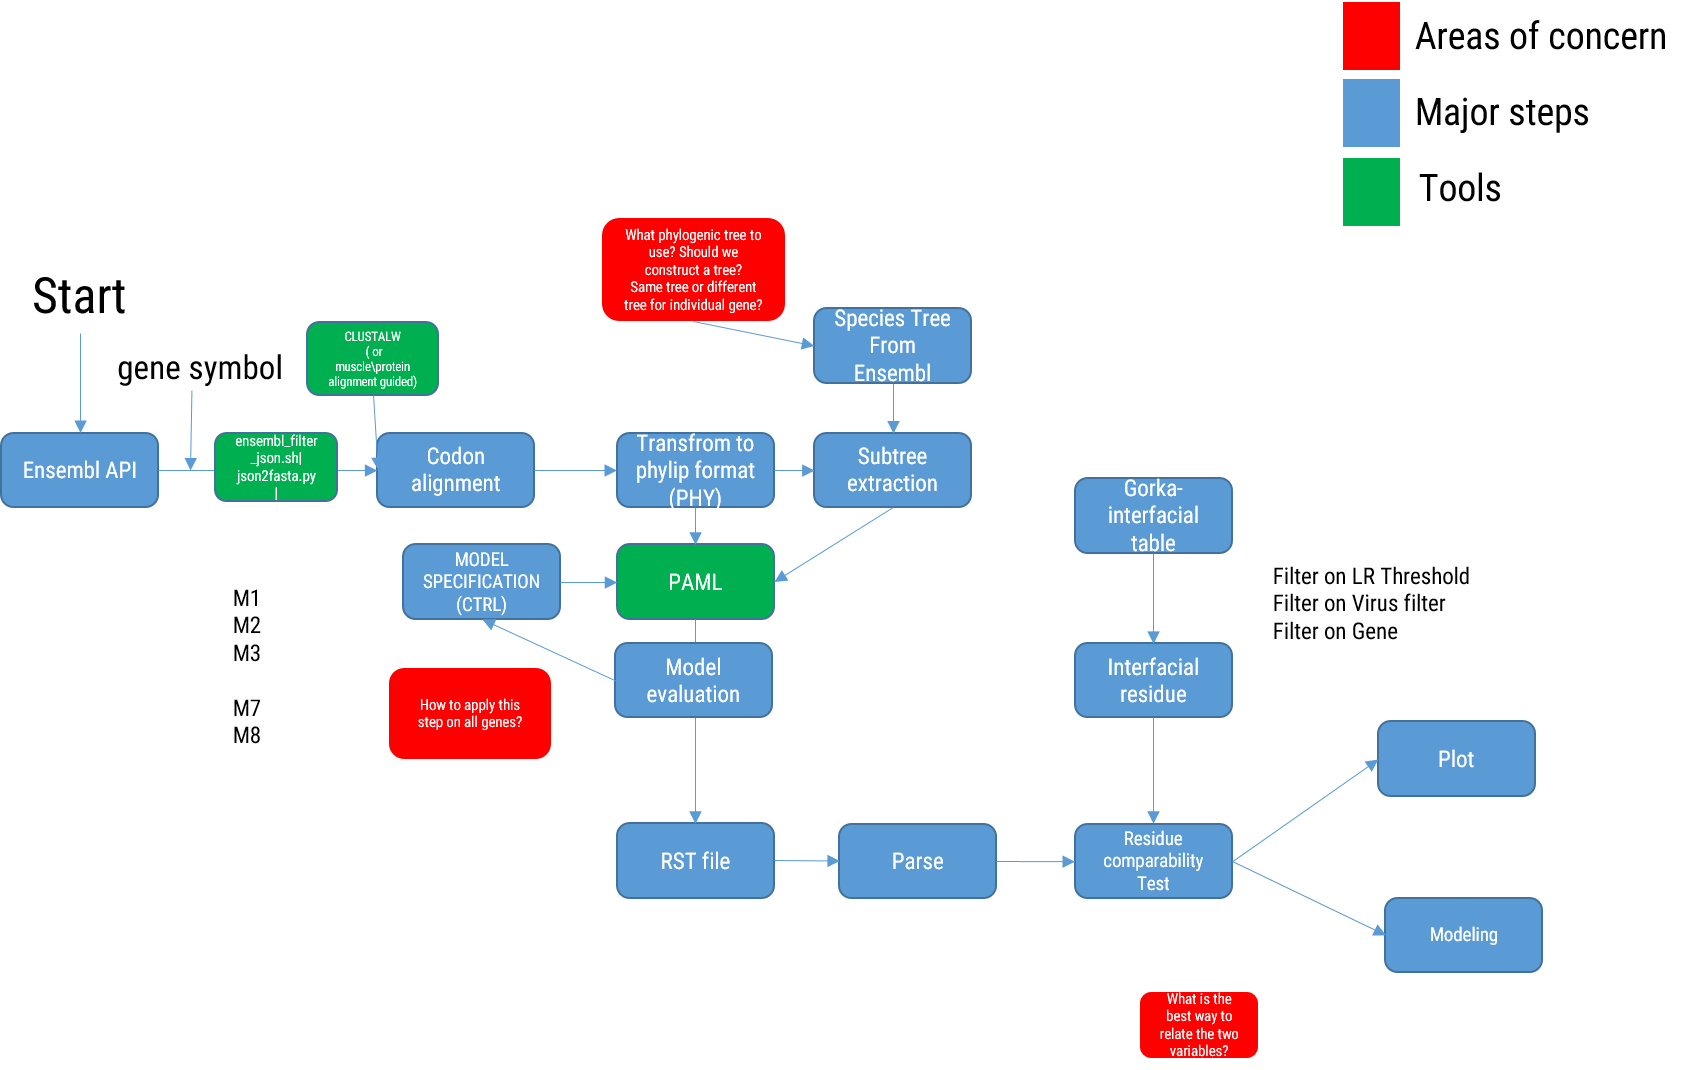 Areas of concern
Major steps
Tools
What phylogenic tree to
use? Should we
construct a tree?
Same tree or different
tree for individual gene?
Start
Species Tree
From
Ensembl
CLUSTALW
( or
muscle\protein
alignment guided)
gene symbol
Ensembl API
ensembl_filter
_json.sh|
json2fasta.py
|
Codon
alignment
Transfrom to
phylip format
(PHY)
Subtree
extraction
Gorka-
interfacial
table
MODEL
SPECIFICATION
(CTRL)
PAML
Filter on LR Threshold
Filter on Virus filter
Filter on Gene
M1
M2
M3
M7
M8
How to apply this
step on all genes?
Model
evaluation
Interfacial
residue
Plot
RST file
Parse
Residue
comparability
Test
Modeling
What is the
best way to
relate the two
variables?